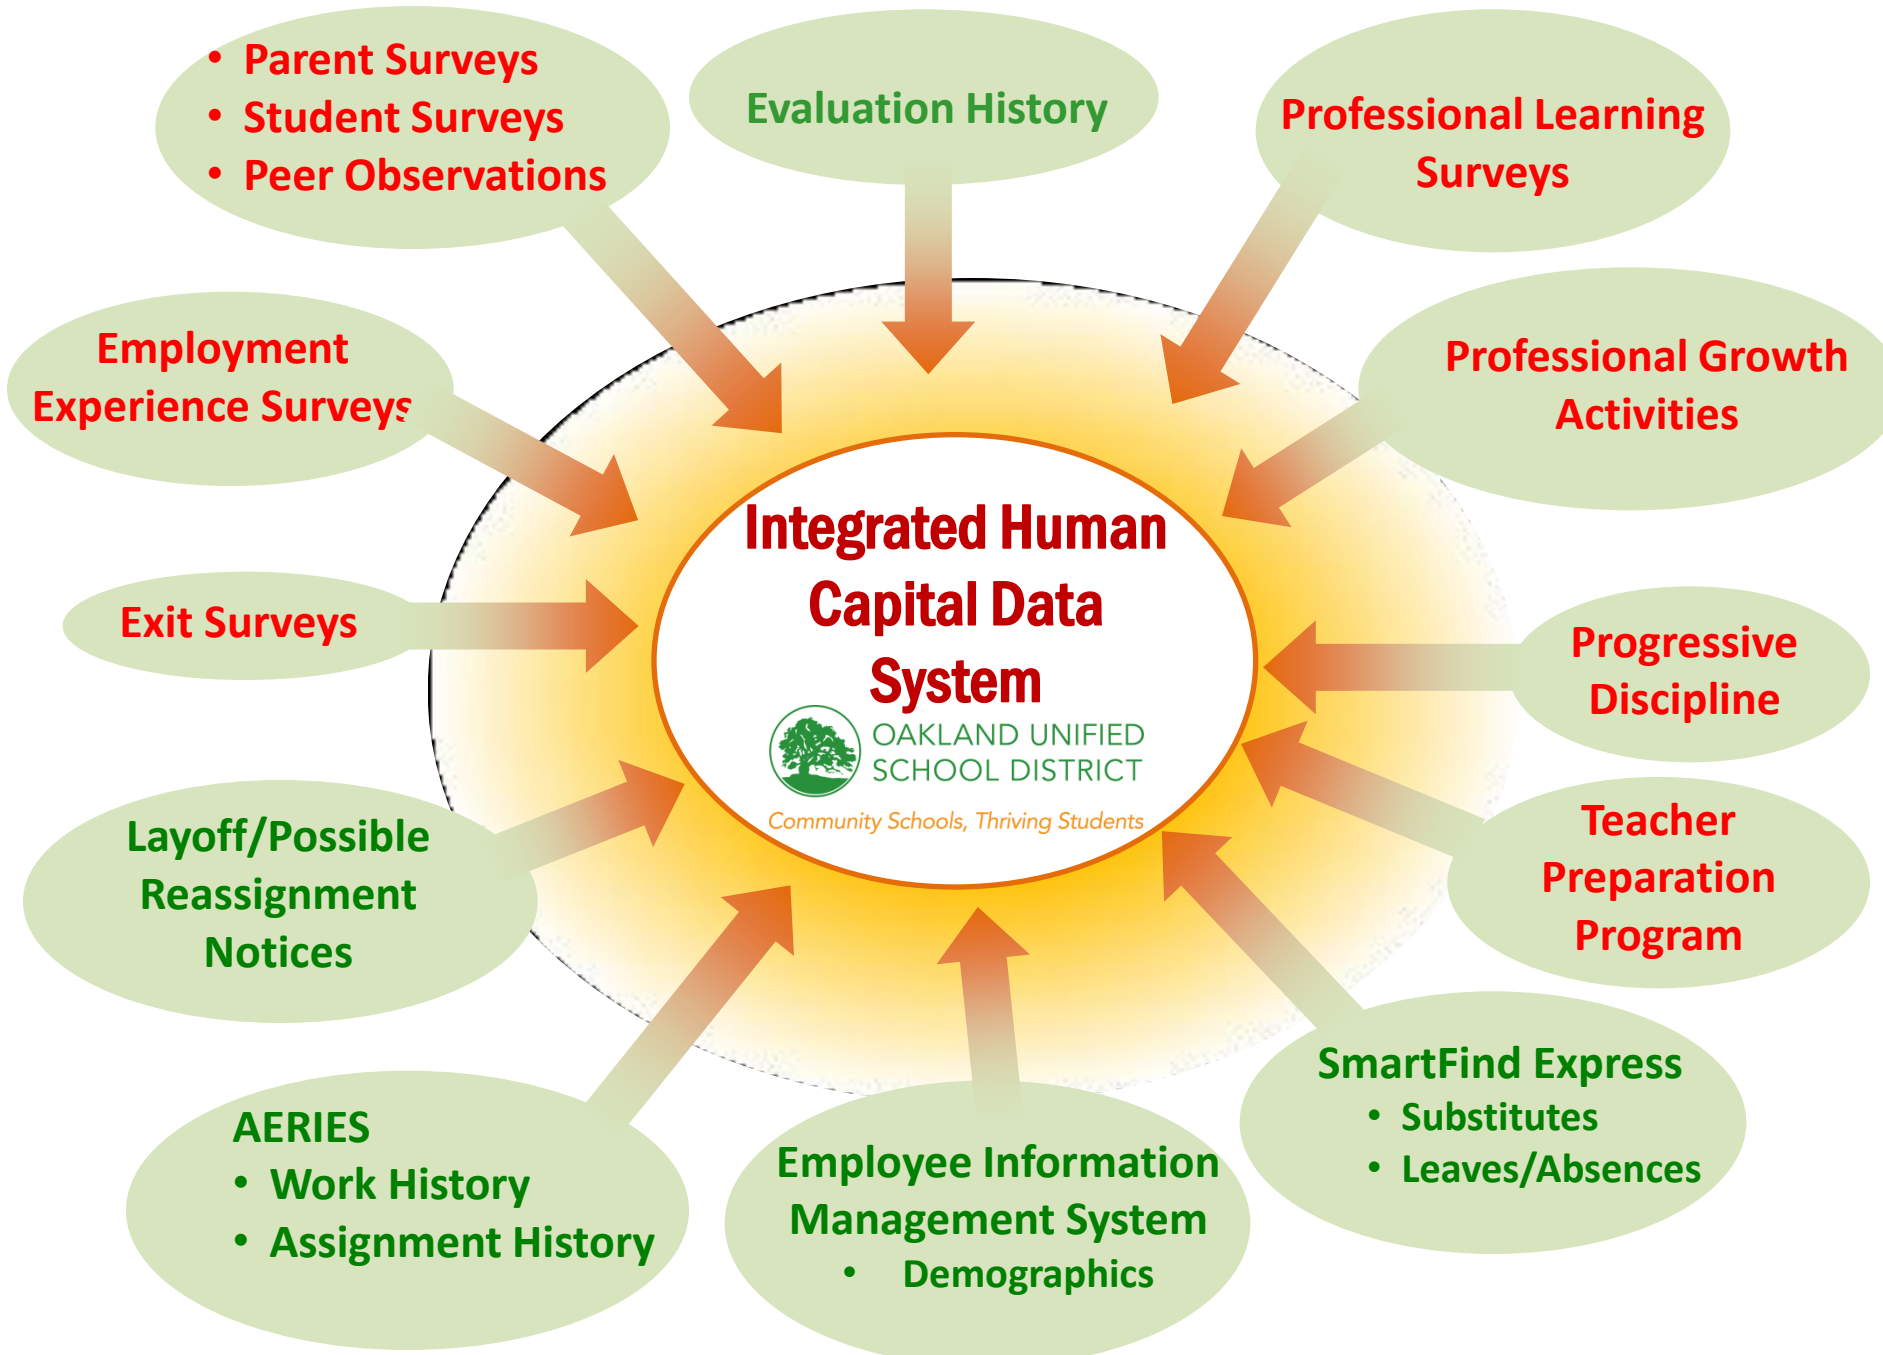 • Parent Surveys
• Student Surveys
• Peer Observations
Evaluation History
Professional Learning
Surveys
Employment
Experience Surveys
Professional Growth
Activities
Integrated Human
Capital Data
System
OAKLAND UNIFIED
SCHOOL DISTRICT
Community Schools, Thriving Students
Exit Surveys
Progressive
Discipline
Layoff/Possible
Reassignment
Notices
Teacher
Preparation
Program
AERIES
• Work History
• Assignment History
Employee Information
Management System
• Demographics
SmartFind Express
• Substitutes
• Leaves/Absences